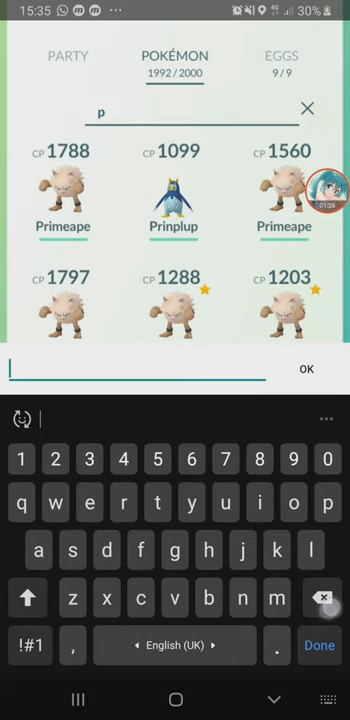 15:35 4G 30%
PARTY POKÉMON EGGS
1992 / 2000 9 / 9
p
CP 1788 CP 1099 CP 1560
01:26
Primeape Prinplup Primeape
CP 1797 CP 1288 CP 1203
OK
1 2 3 4 5 6 7 8 9 0
q w e r t y u i o p
a s d f g h j k l
z x c v b n m
!#1 , English (UK) . Done